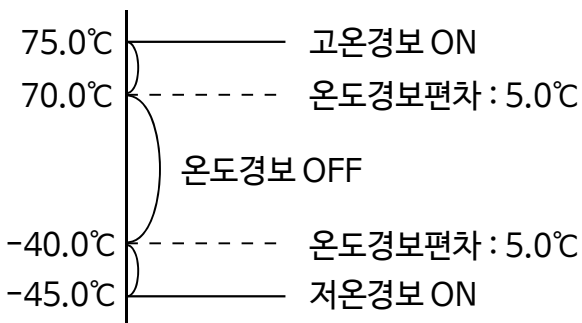 75.0℃ 고온경보 ON
70.0℃ 온도경보편차 : 5.0℃
온도경보 OFF
-40.0℃ 온도경보편차 : 5.0℃
-45.0℃ 저온경보 ON